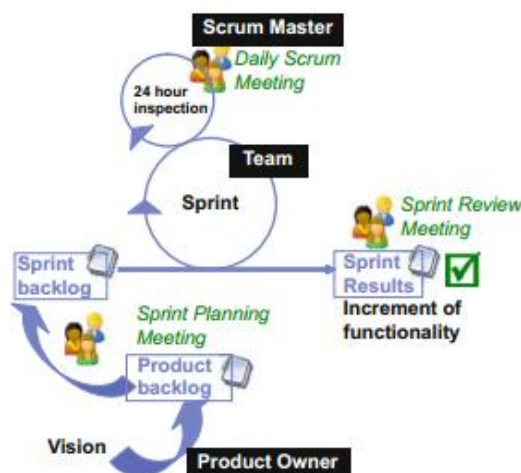 Scrum Master
Daily Scrum
Meeting
24 hour
inspection
Team
Sprint
Sprint Review
Meeting
Sprint
backlog
Sprint
Results
Increment of
functionality
Sprint Planning
Meeting
Product
backlog
Vision
Product Owner